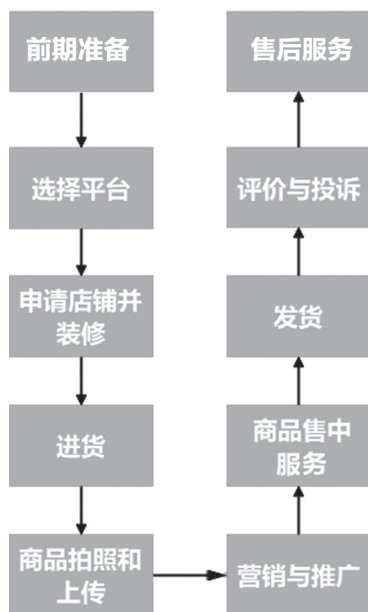 前期准备
选择平台
申请店铺并
装修
进货
商品拍照和
上传
营销与推广
商品售中
服务
发货
评价与投诉
售后服务